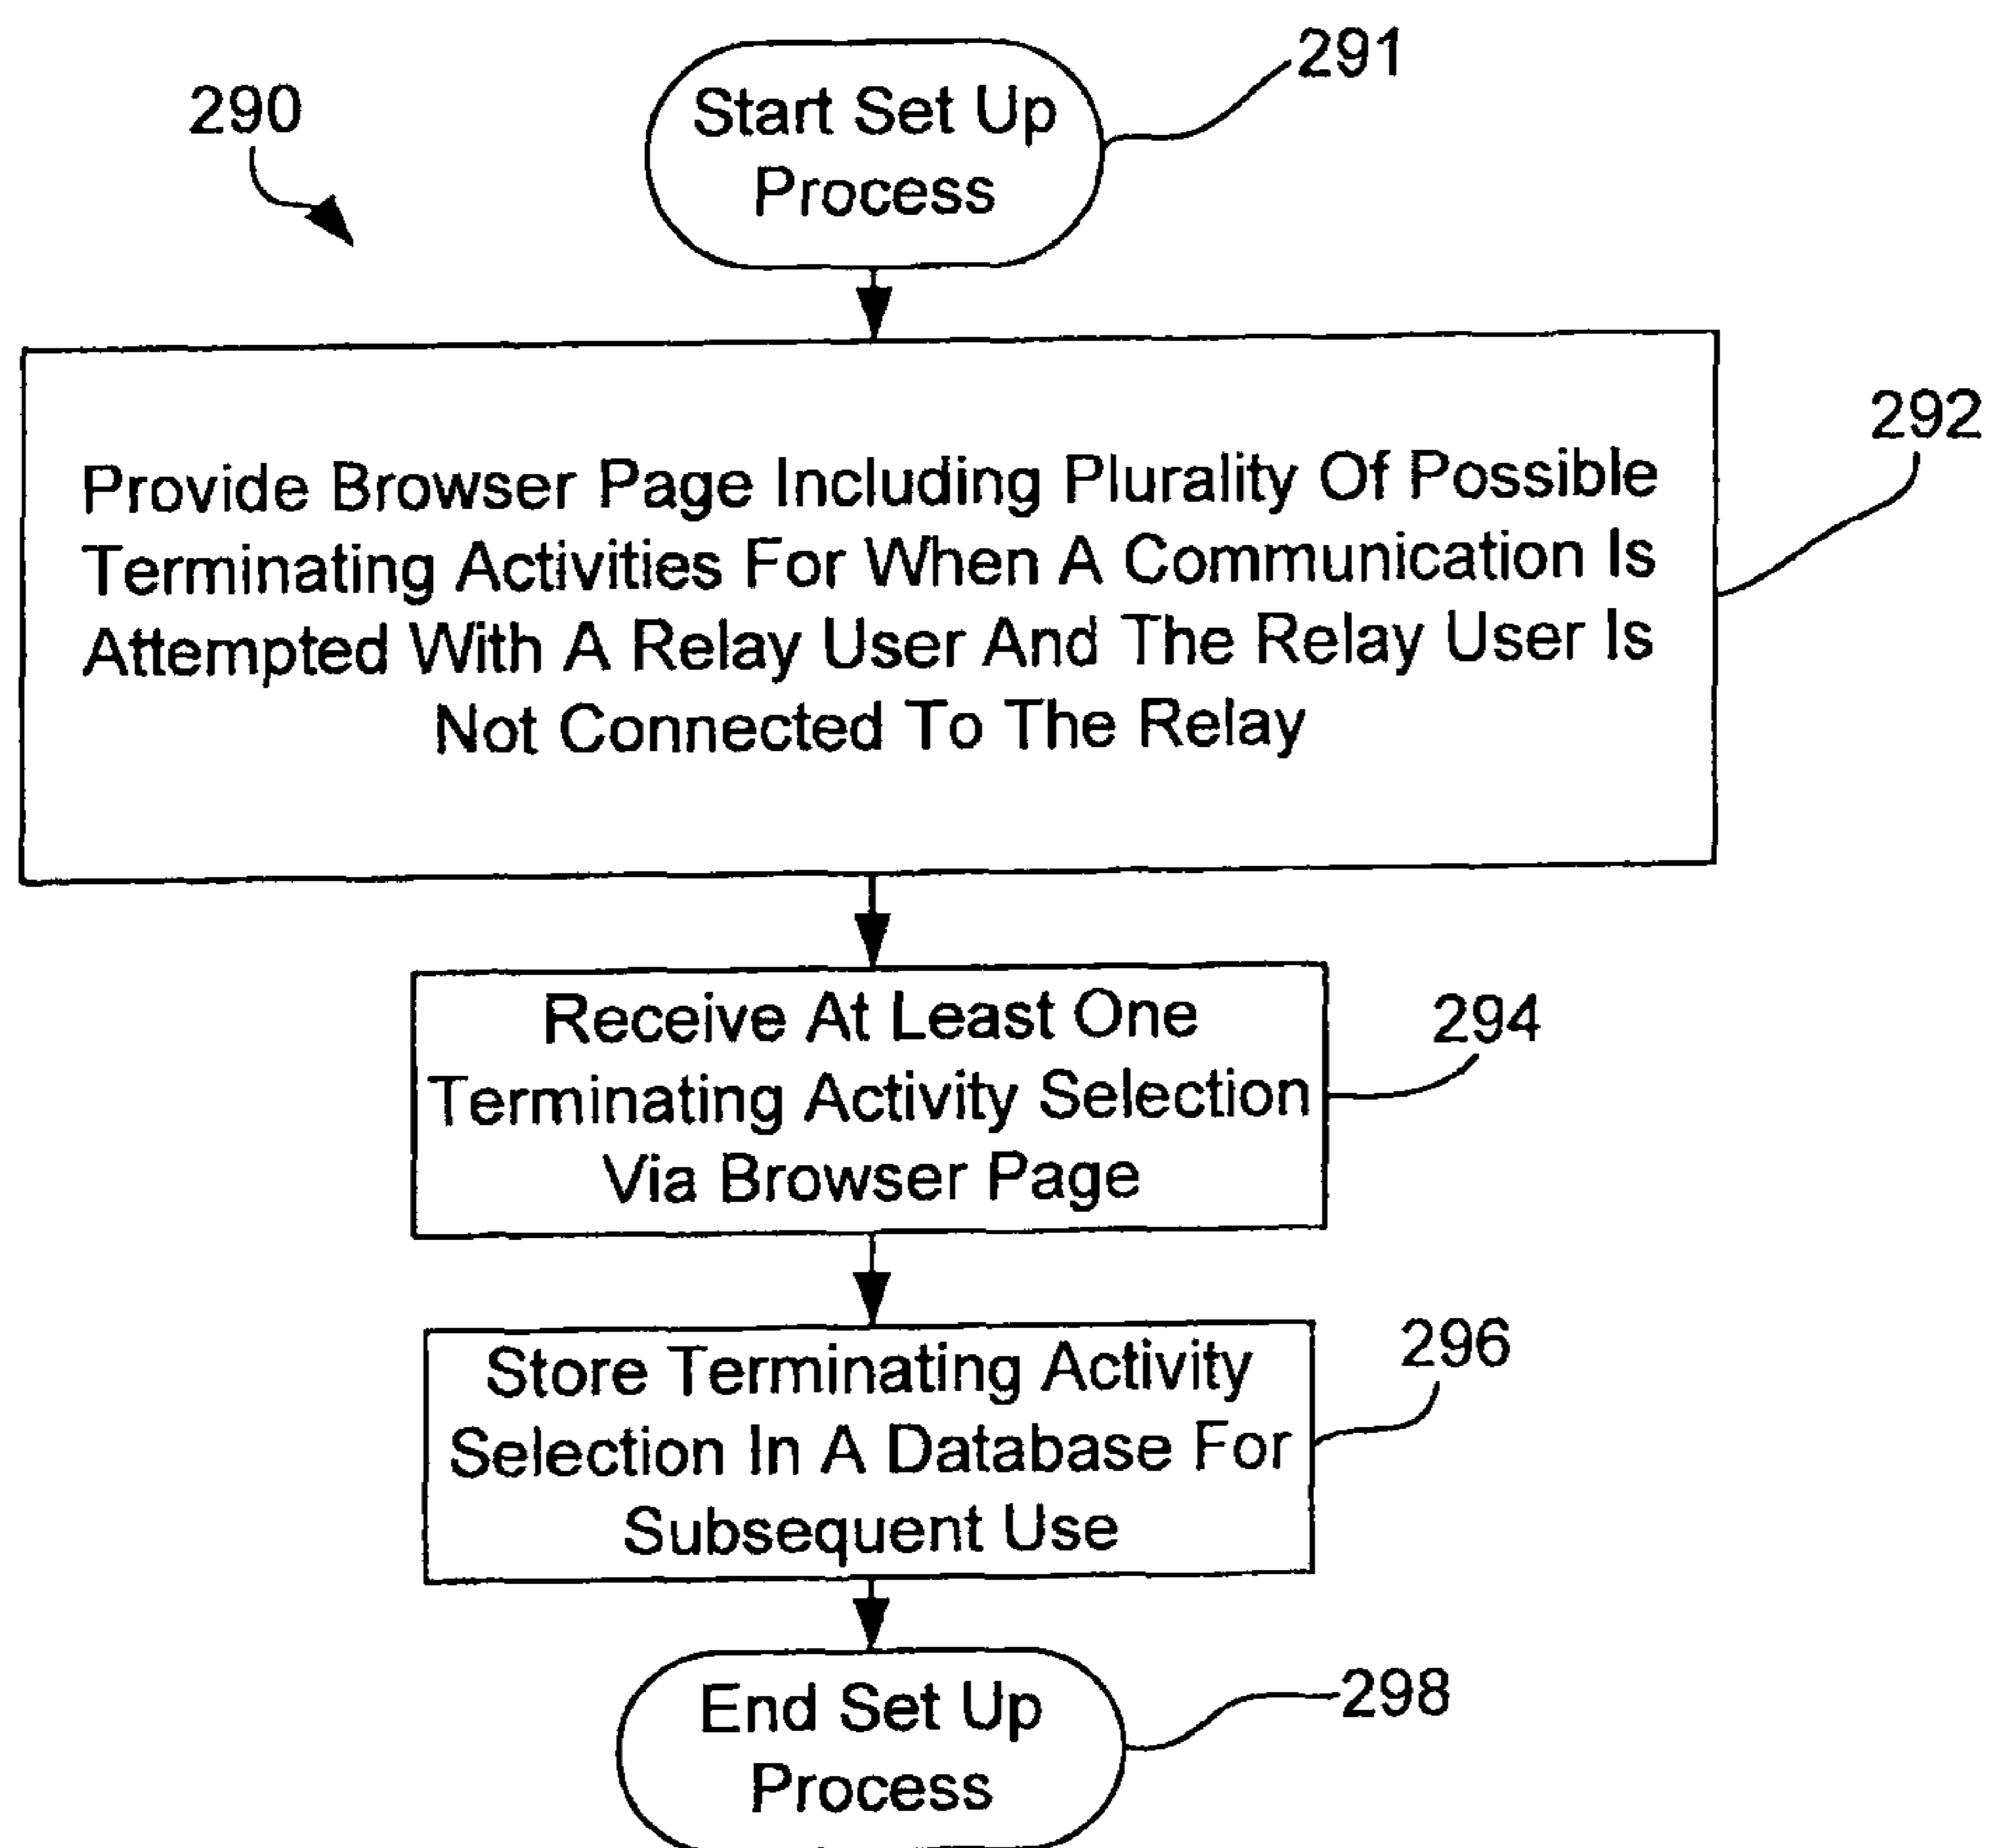 291
290
Start Set Up
Process
292
Provide Browser Page Including Plurality Of Possible
Terminating Activities For When A Communication Is
Attempted With A Relay User And The Relay User Is
Not Connected To The Relay
294
Receive At Least One
Terminating Activity Selection
Via Browser Page
296
Store Terminating Activity
Selection In A Database For
Subsequent Use
298
End Set Up
Process